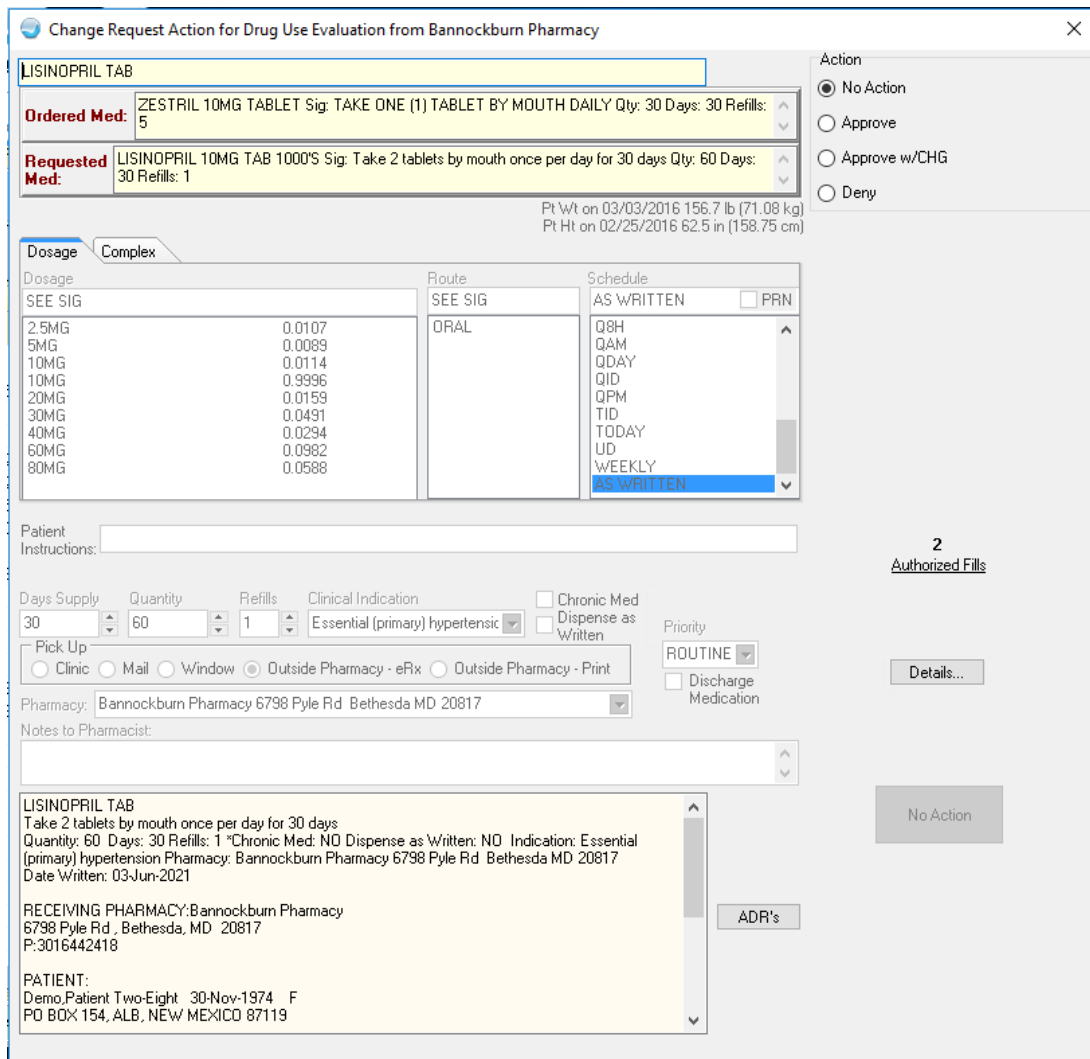 Change Request Action for Drug Use Evaluation from Bannockburn Pharmacy
LISINOPRIL TAB
Action
No Action
Approve
Approve w/CHG
Deny
Ordered Med:
ZESTRIL 10MG TABLET Sig: TAKE ONE (1) TABLET BY MOUTH DAILY Qty: 30 Days: 30 Refills:
5
Requested
Med:
LISINOPRIL 10MG TAB 1000'S Sig: Take 2 tablets by mouth once per day for 30 days Qty: 60 Days:
30 Refills: 1
Pt Wt on 03/03/2016 156.7 lb (71.08 kg)
Pt Ht on 02/25/2016 62.5 in (158.75 cm)
Dosage
Complex
Dosage
SEE SIG
2.5MG 0.0107
5MG 0.0089
10MG 0.0114
10MG 0.9996
20MG 0.0159
30MG 0.0491
40MG 0.0294
60MG 0.0982
80MG 0.0588
Route
SEE SIG
ORAL
Schedule
AS WRITTEN
PRN
Q8H
QAM
QDAY
QID
QPM
TID
TODAY
UD
WEEKLY
AS WRITTEN
Patient
Instructions:
2
Authorized Fills
Days Supply
30
Quantity
60
Refills
1
Clinical Indication
Essential (primary) hypertensic
Chronic Med
Dispense as
Written
Priority
ROUTINE
Pick Up
Clinic
Mail
Window
Outside Pharmacy - eRx
Outside Pharmacy - Print
Discharge
Medication
Details...
Pharmacy:
Bannockburn Pharmacy 6798 Pyle Rd Bethesda MD 20817
Notes to Pharmacist:
LISINOPRIL TAB
Take 2 tablets by mouth once per day for 30 days
Quantity: 60 Days: 30 Refills: 1 *Chronic Med: NO Dispense as Written: NO Indication: Essential
(primary) hypertension Pharmacy: Bannockburn Pharmacy 6798 Pyle Rd Bethesda MD 20817
Date Written: 03-Jun-2021
RECEIVING PHARMACY:Bannockburn Pharmacy
6798 Pyle Rd , Bethesda, MD 20817
P:3016442418
PATIENT:
Demo,Patient Two-Eight 30-Nov-1974 F
PO BOX 154, ALB, NEW MEXICO 87119
No Action
ADR's